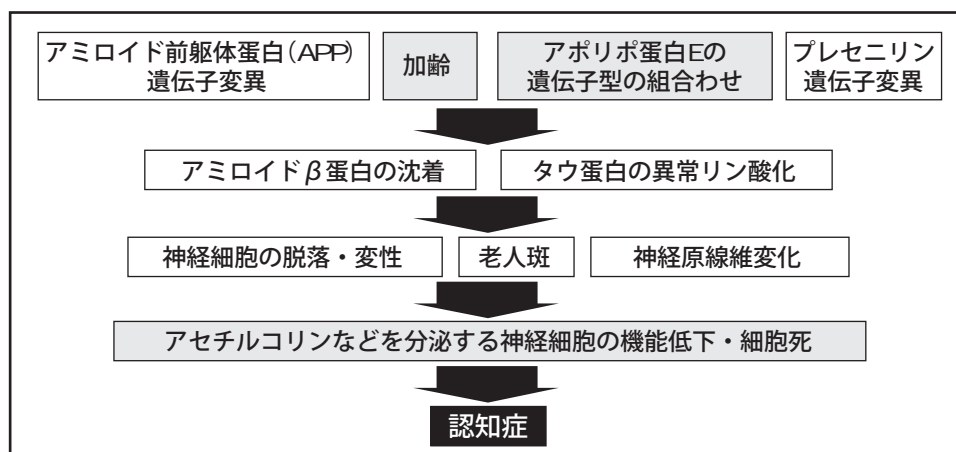 アミロイド前躯体蛋白(APP)
遺伝子変異
加齢
アポリポ蛋白Eの
遺伝子型の組合わせ
プレセニリン
遺伝子変異
アミロイドβ蛋白の沈着
タウ蛋白の異常リン酸化
神経細胞の脱落・変性
老人斑
神経原線維変化
アセチルコリンなどを分泌する神経細胞の機能低下・細胞死
認知症